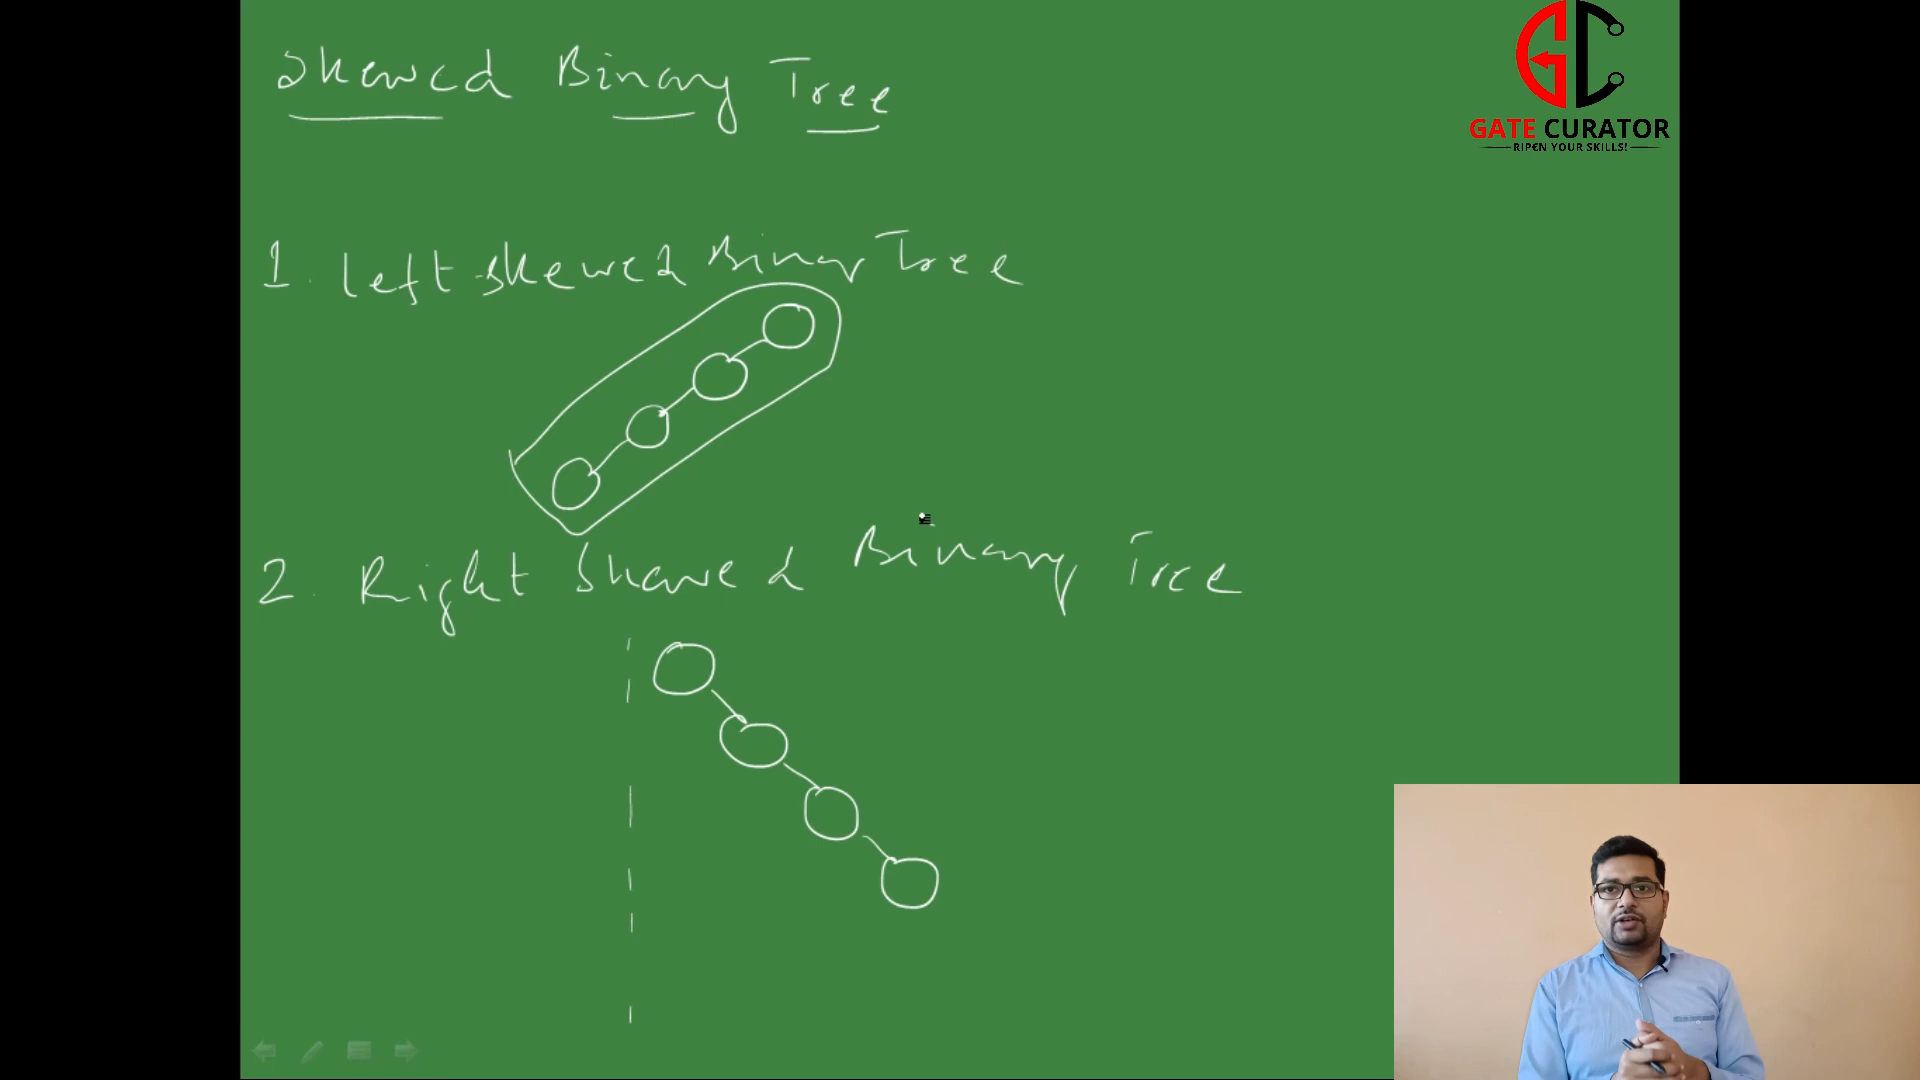 Skewed Binary Tree
GATE CURATOR
RIPEN YOUR SKILLS!
1. Left-skewed Binary Tree
2. Right Skewed Binary Tree